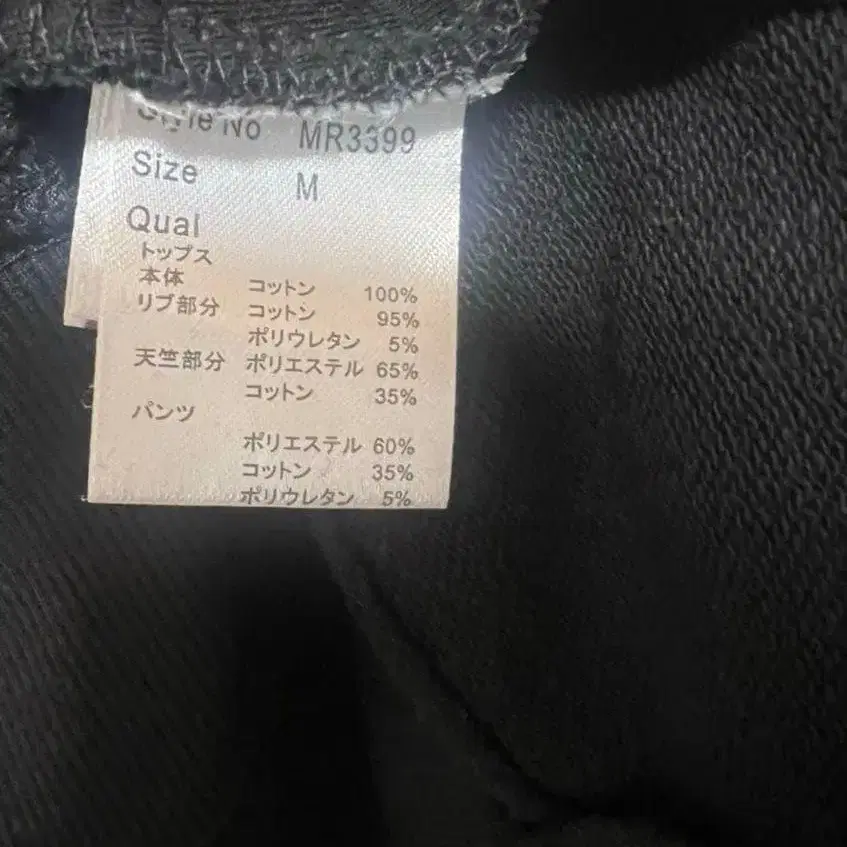 Style No MR3399
Size M
Qual
トップス
本体 コットン 100%
リブ部分 コットン 95%
ポリウレタン 5%
天竺部分 ポリエステル 65%
コットン 35%
パンツ
ポリエステル 60%
コットン 35%
ポリウレタン 5%